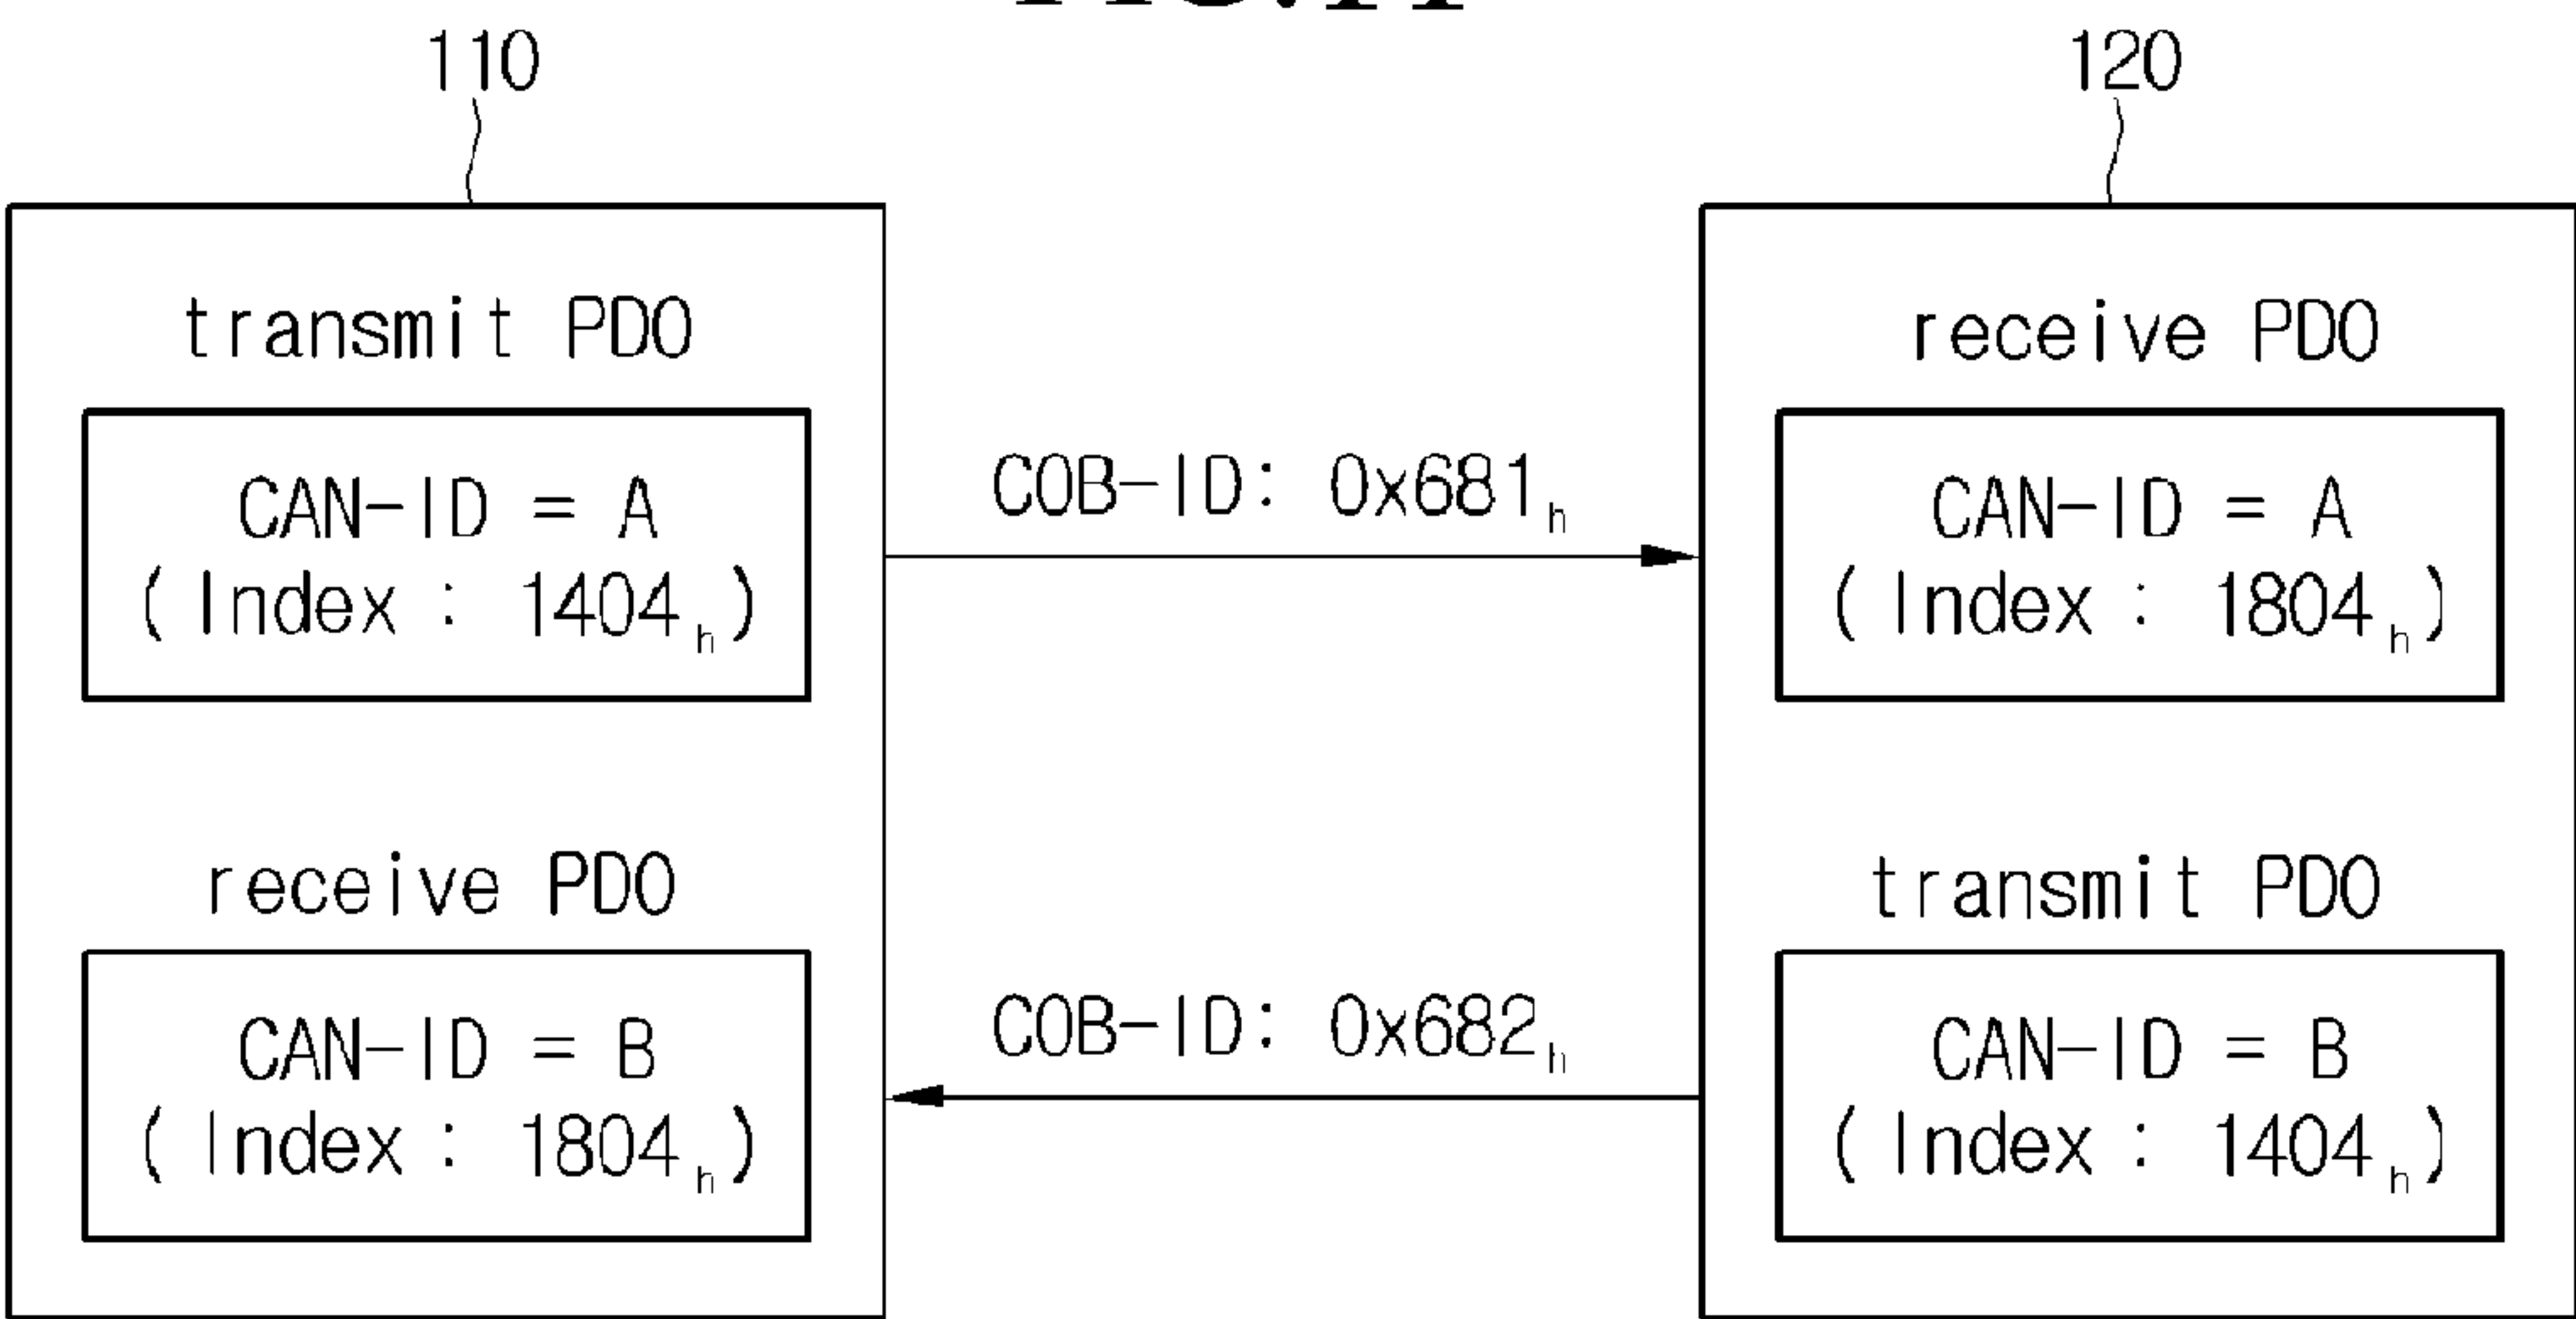 110
120
transmit PDO
CAN-ID = A
(Index : 1404h)
receive PDO
CAN-ID = B
(Index : 1804h)
COB-ID: 0x681h
COB-ID: 0x682h
receive PDO
CAN-ID = A
(Index : 1804h)
transmit PDO
CAN-ID = B
(Index : 1404h)